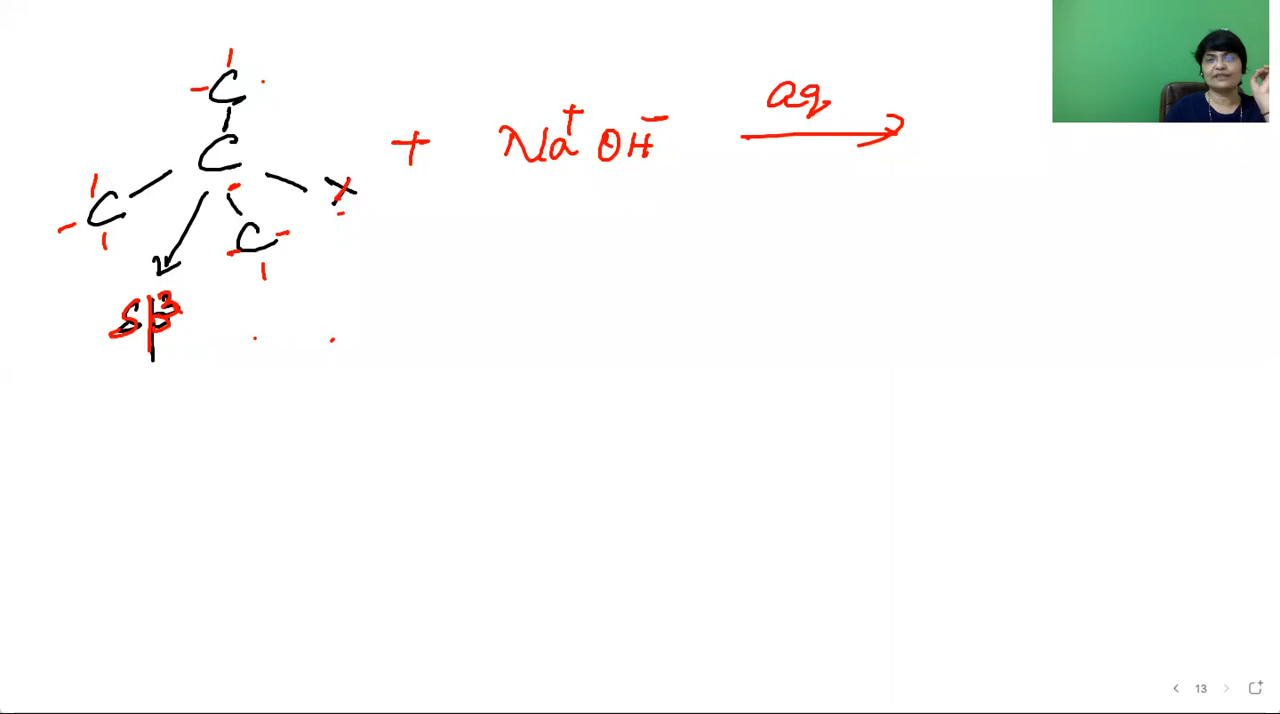 C
C + Na⁺ OH⁻ aq →
C C X
sp³
13